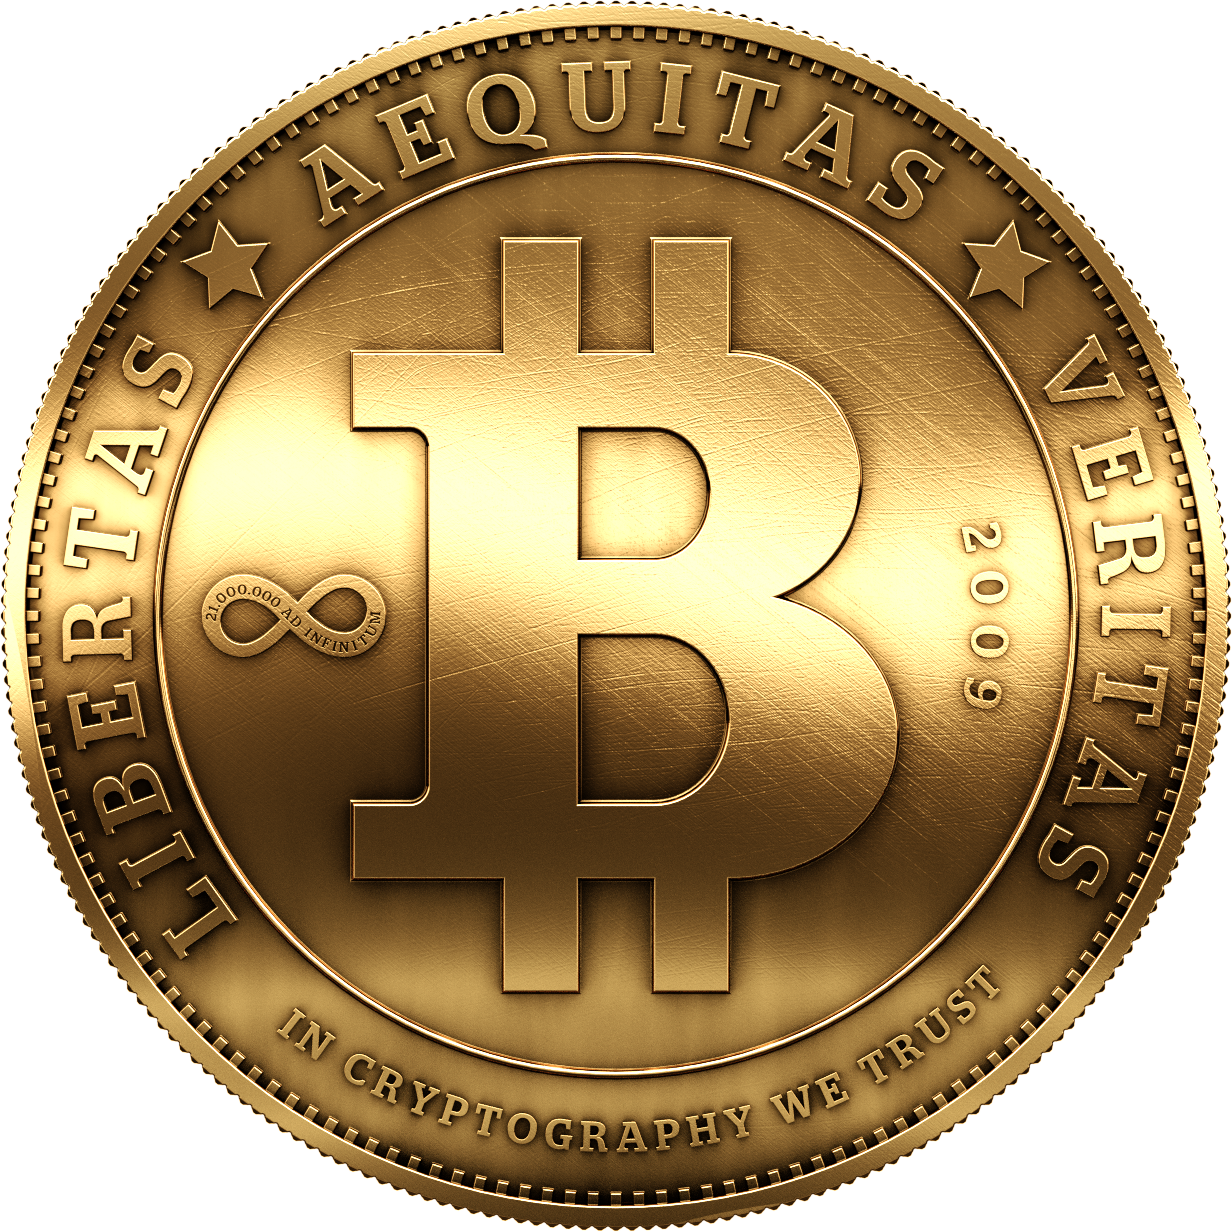 LIBERTAS ★ AEQUITAS ★ VERITAS
21.000.000 AD INFINITUM
B
2009
IN CRYPTOGRAPHY WE TRUST